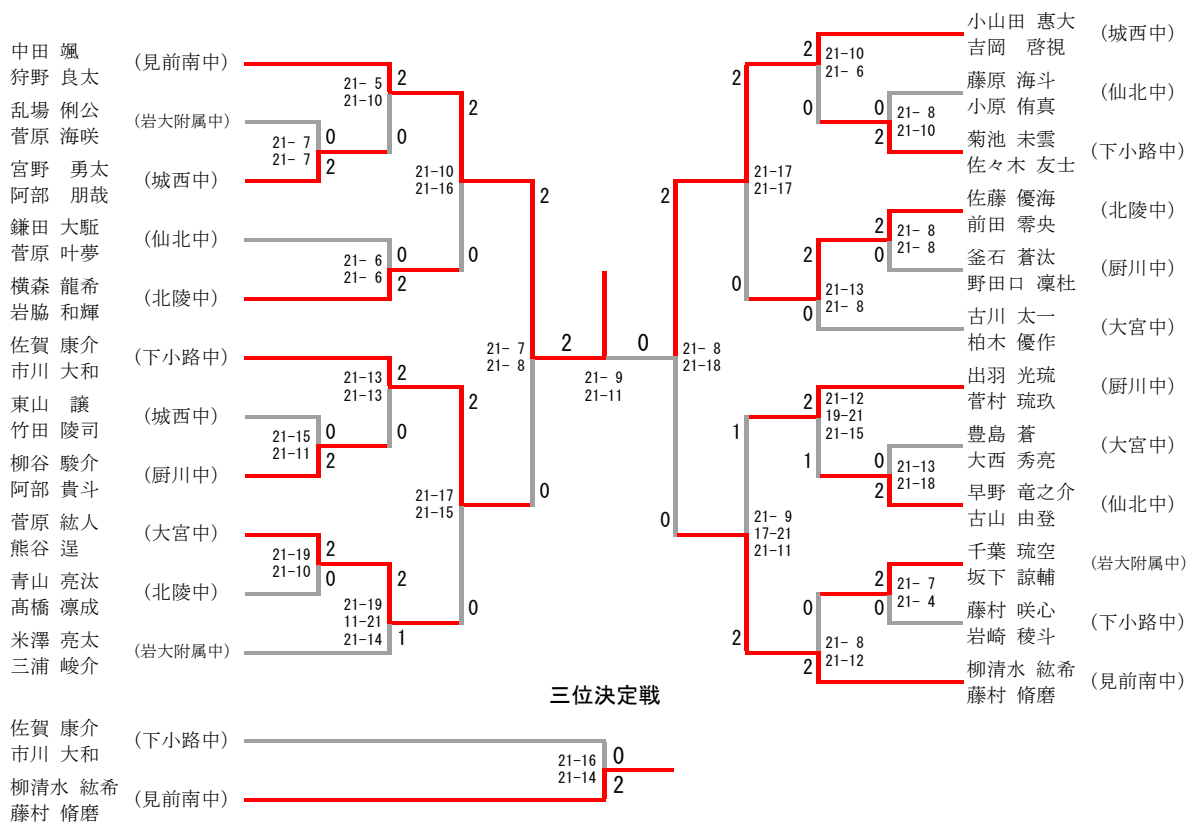 中田 颯
狩野 良太
(見前南中)
乱場 俐公
菅原 海咲
(岩大附属中)
宮野 勇太
阿部 朋哉
(城西中)
鎌田 大駈
菅原 叶夢
(仙北中)
横森 龍希
岩脇 和輝
(北陵中)
佐賀 康介
市川 大和
(下小路中)
東山 譲
竹田 陵司
(城西中)
柳谷 駿介
阿部 貴斗
(厨川中)
菅原 紘人
熊谷 逞
(大宮中)
青山 亮汰
髙橋 凛成
(北陵中)
米澤 亮太
三浦 峻介
(岩大附属中)
21- 7
21- 7
0
2
21- 5
21-10
2
0
21- 6
21- 6
0
2
21-10
21-16
2
0
21-15
21-11
0
2
21-13
21-13
2
0
21-19
21-10
2
0
21-19
11-21
21-14
2
1
21-17
21-15
2
0
21- 7
21- 8
2
0
2
0
21- 9
21-11
21- 8
21-18
2
0
21-17
21-17
2
0
21-10
21- 6
2
0
21- 8
21-10
0
2
21- 8
21- 8
2
0
21-13
21- 8
2
0
21- 9
17-21
21-11
1
2
21-12
19-21
21-15
2
1
21-13
21-18
0
2
21- 7
21- 4
2
0
21- 8
21-12
0
2
小山田 惠大
吉岡 啓視
(城西中)
藤原 海斗
小原 侑真
(仙北中)
菊池 未雲
佐々木 友士
(下小路中)
佐藤 優海
前田 零央
(北陵中)
釜石 蒼汰
野田口 凜杜
(厨川中)
古川 太一
柏木 優作
(大宮中)
出羽 光琉
菅村 琉玖
(厨川中)
豊島 蒼
大西 秀亮
(大宮中)
早野 竜之介
古山 由登
(仙北中)
千葉 琉空
坂下 諒輔
(岩大附属中)
藤村 咲心
岩崎 稜斗
(下小路中)
柳清水 紘希
藤村 脩磨
(見前南中)
三位決定戦
佐賀 康介
市川 大和
(下小路中)
柳清水 紘希
藤村 脩磨
(見前南中)
21-16
21-14
0
2